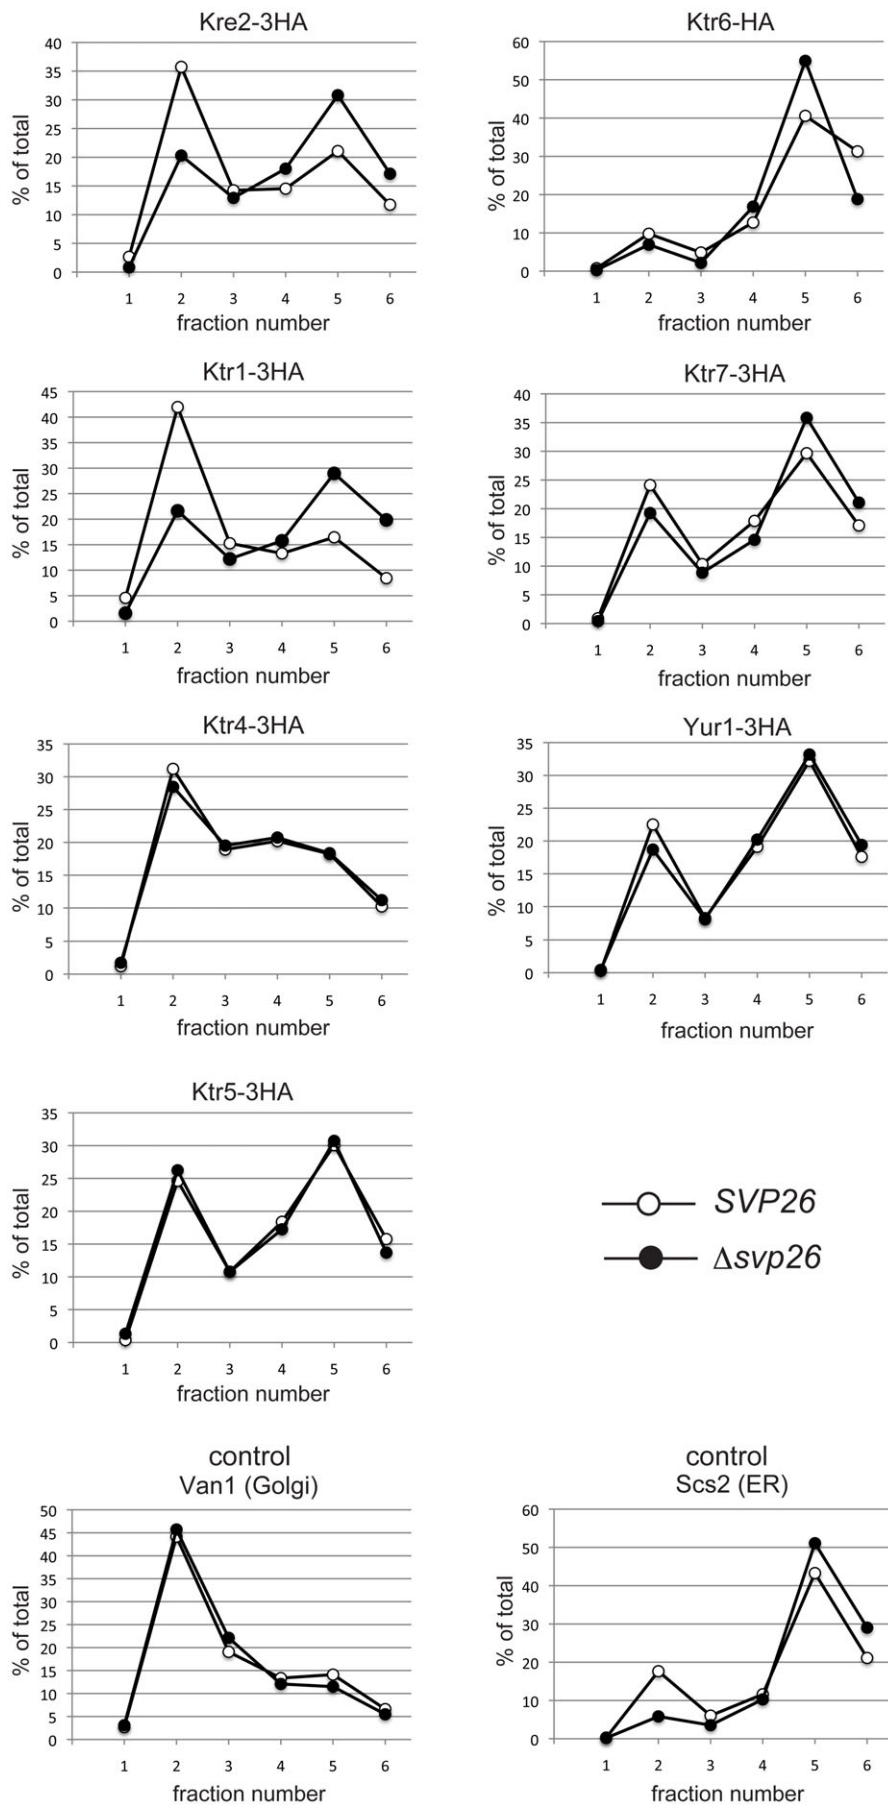 Kre2-3HA
40
35
30
25
20
15
10
5
0
% of total
1 2 3 4 5 6
fraction number
Ktr6-HA
60
50
40
30
20
10
0
% of total
1 2 3 4 5 6
fraction number
Ktr1-3HA
45
40
35
30
25
20
15
10
5
0
% of total
1 2 3 4 5 6
fraction number
Ktr7-3HA
40
35
30
25
20
15
10
5
0
% of total
1 2 3 4 5 6
fraction number
Ktr4-3HA
35
30
25
20
15
10
5
0
% of total
1 2 3 4 5 6
fraction number
Yur1-3HA
35
30
25
20
15
10
5
0
% of total
1 2 3 4 5 6
fraction number
Ktr5-3HA
35
30
25
20
15
10
5
0
% of total
1 2 3 4 5 6
fraction number
SVP26
Δsvp26
control
Van1 (Golgi)
50
45
40
35
30
25
20
15
10
5
0
% of total
1 2 3 4 5 6
fraction number
control
Scs2 (ER)
60
50
40
30
20
10
0
% of total
1 2 3 4 5 6
fraction number